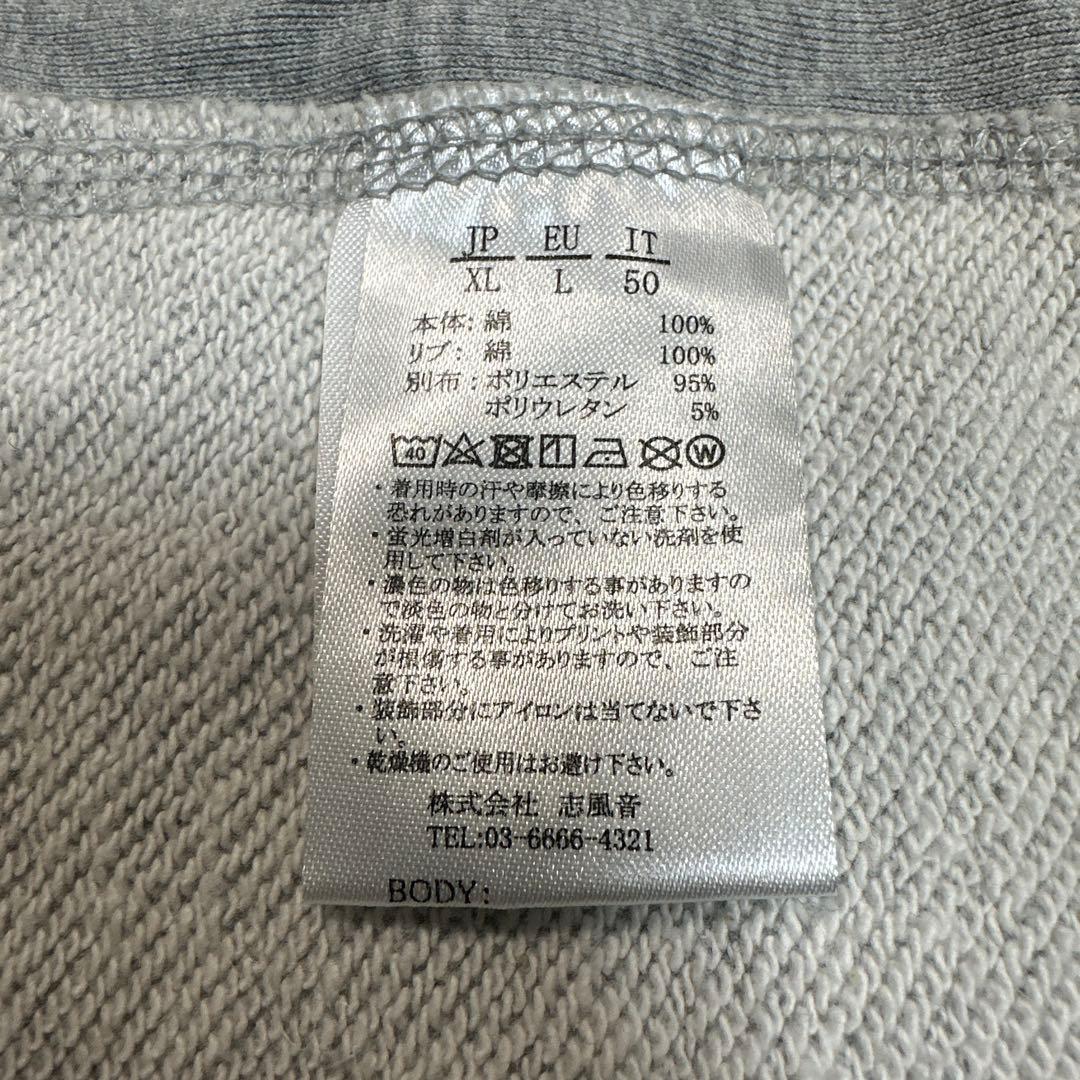 JP EU IT
XL L 50
本体: 綿 100%
リブ: 綿 100%
別布: ポリエステル 95%
ポリウレタン 5%
40 W
・着用時の汗や摩擦により色移りする
恐れがありますので、ご注意下さい。
・蛍光増白剤が入っていない洗剤を使
用して下さい。
・濃色の物は色移りする事がありますの
で淡色の物と分けてお洗い下さい。
・洗濯や着用によりプリントや装飾部分
が損傷する事がありますので、ご注
意下さい。
・装飾部分にアイロンは当てないで下さ
い。
・乾燥機のご使用はお避け下さい。
株式会社 志風音
TEL:03-6666-4321
BODY: